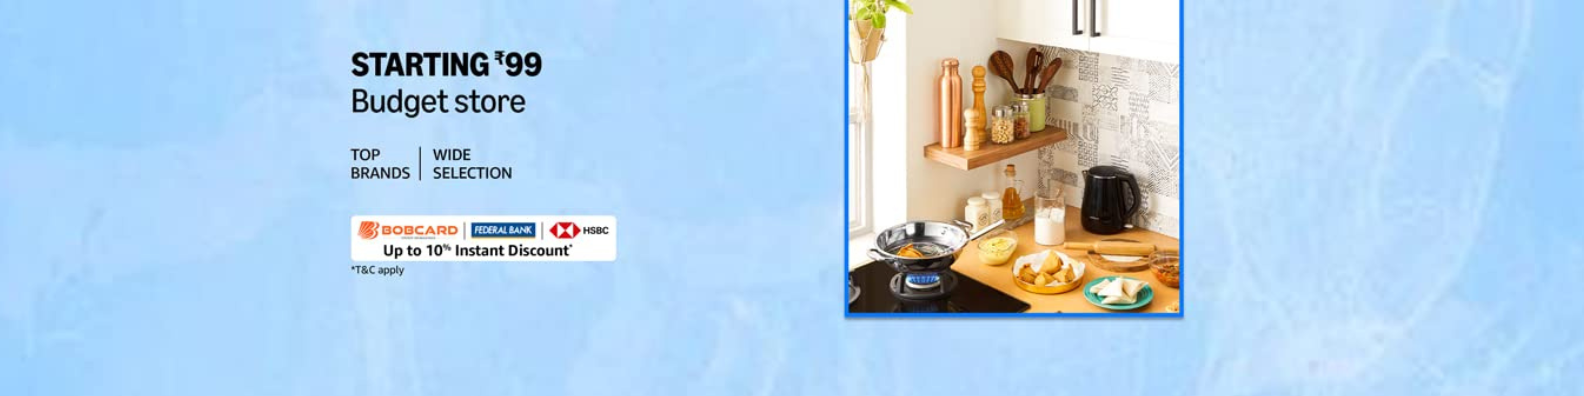 STARTING ₹99
Budget store
TOP BRANDS | WIDE SELECTION
BOBCARD | FEDERAL BANK | HSBC
Up to 10% Instant Discount*
*T&C apply